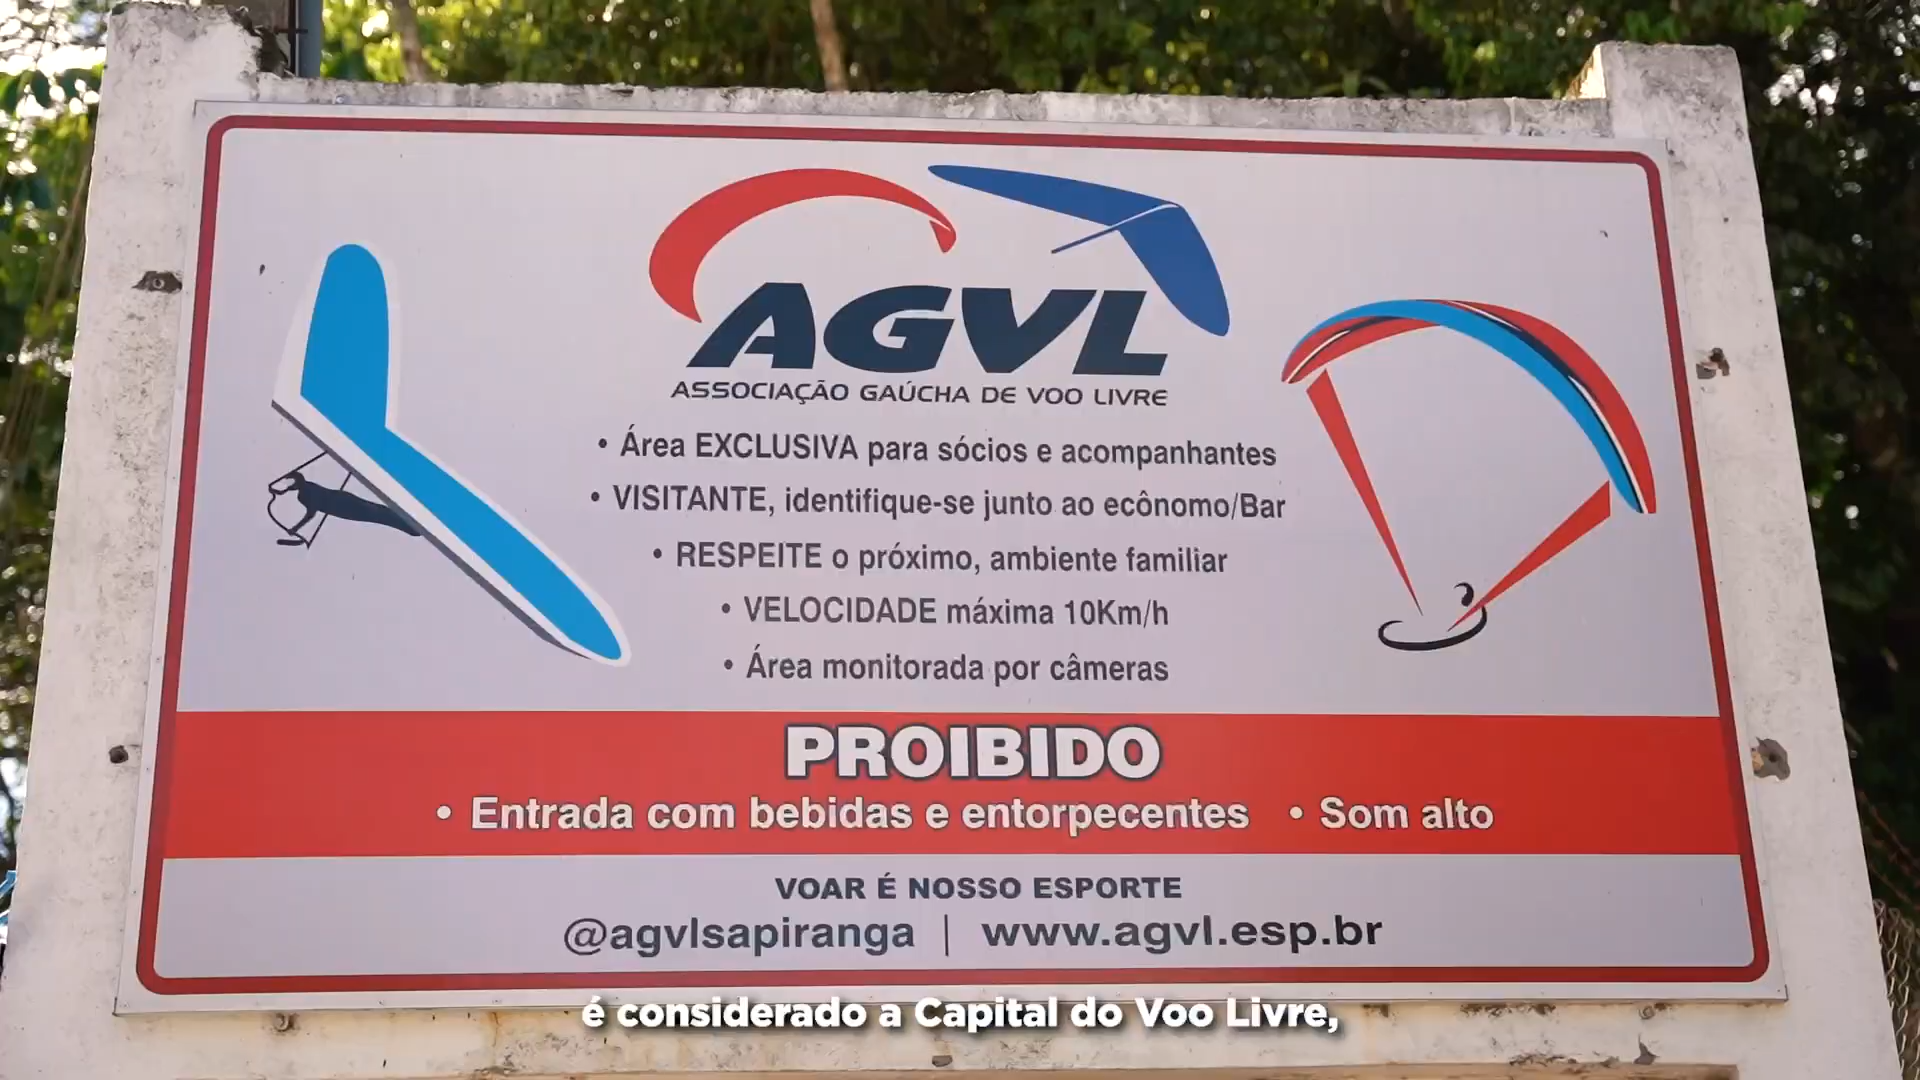 AGVL
ASSOCIAÇÃO GAÚCHA DE VOO LIVRE
• Área EXCLUSIVA para sócios e acompanhantes
• VISITANTE, identifique-se junto ao ecônomo/Bar
• RESPEITE o próximo, ambiente familiar
• VELOCIDADE máxima 10Km/h
• Área monitorada por câmeras
PROIBIDO
• Entrada com bebidas e entorpecentes • Som alto
VOAR É NOSSO ESPORTE
@agvlsapiranga | www.agvl.esp.br
é considerado a Capital do Voo Livre,